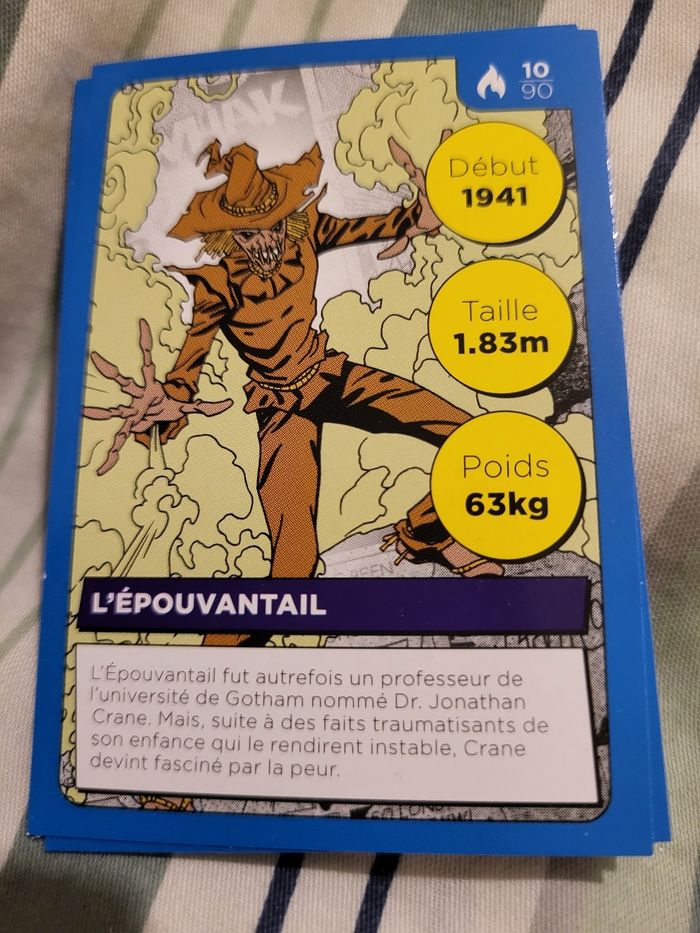 10
90
WHAK
Début
1941
Taille
1.83m
Poids
63kg
L'ÉPOUVANTAIL
L'Épouvantail fut autrefois un professeur de
l'université de Gotham nommé Dr. Jonathan
Crane. Mais, suite à des faits traumatisants de
son enfance qui le rendirent instable, Crane
devint fasciné par la peur.